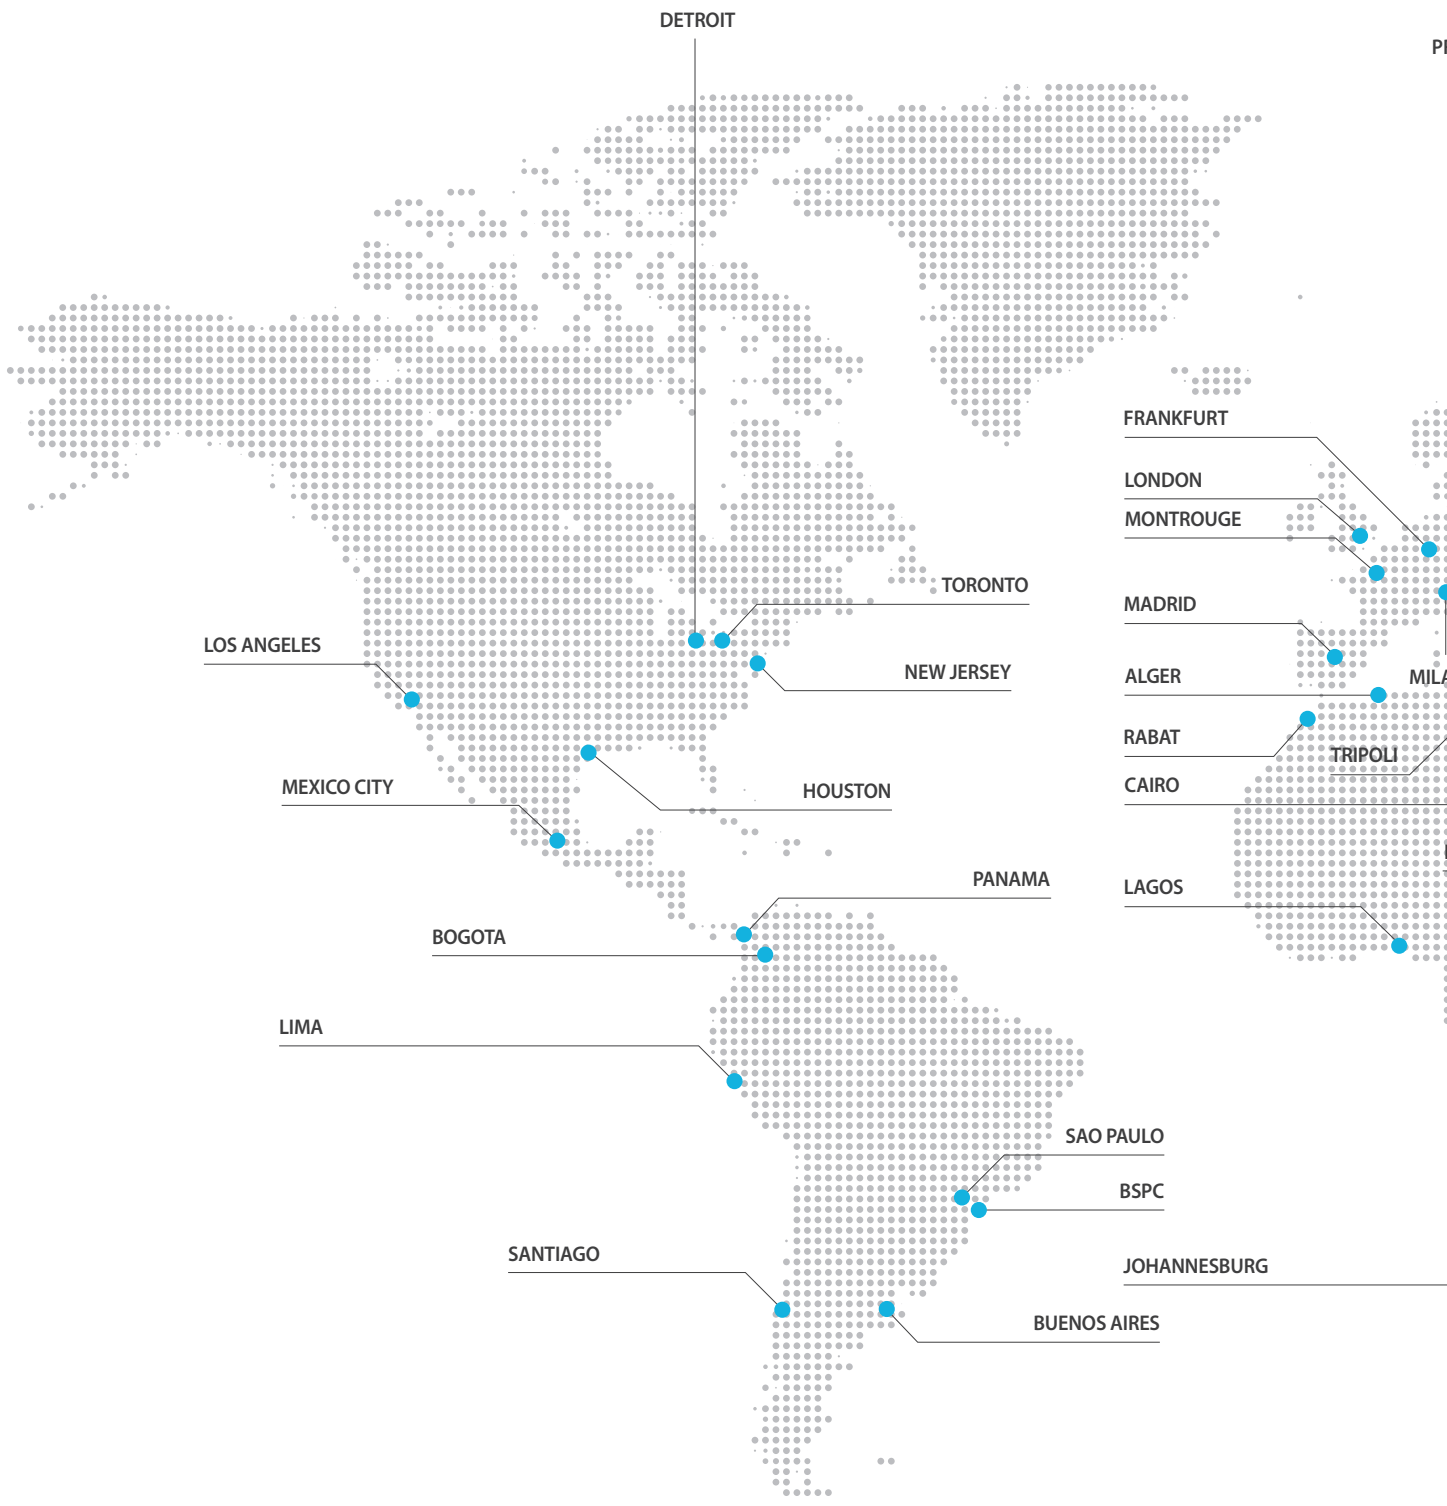 DETROIT
FRANKFURT
LONDON
MONTROUGE
TORONTO
MADRID
LOS ANGELES
NEW JERSEY
ALGER
RABAT
TRIPOLI
MEXICO CITY
HOUSTON
CAIRO
PANAMA
LAGOS
BOGOTA
LIMA
SAO PAULO
BSPC
SANTIAGO
JOHANNESBURG
BUENOS AIRES